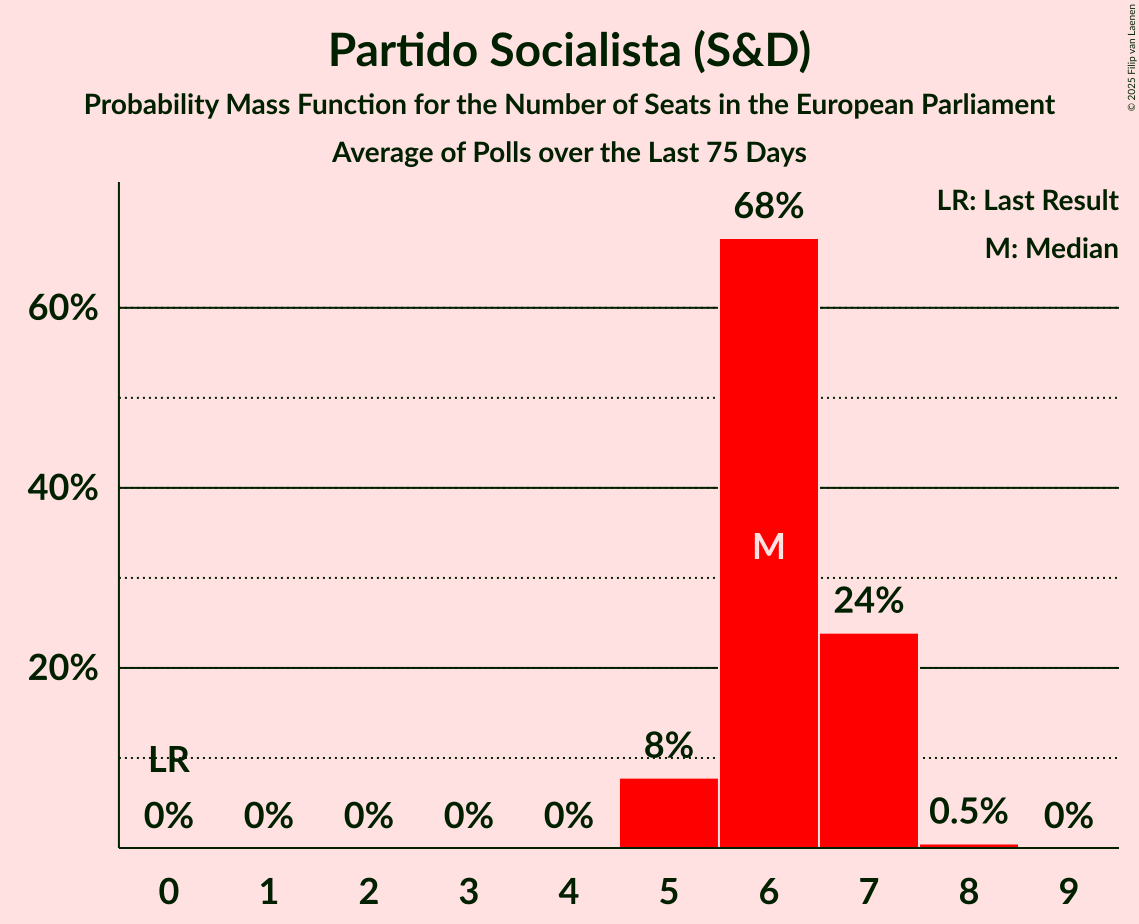 Partido Socialista (S&D)
Probability Mass Function for the Number of Seats in the European Parliament
Average of Polls over the Last 75 Days
© 2025 Filip van Laenen
LR: Last Result
M: Median
68%
60%
40%
M
24%
20%
8%
LR
0% 0% 0% 0% 0% 0.5% 0%
0 1 2 3 4 5 6 7 8 9